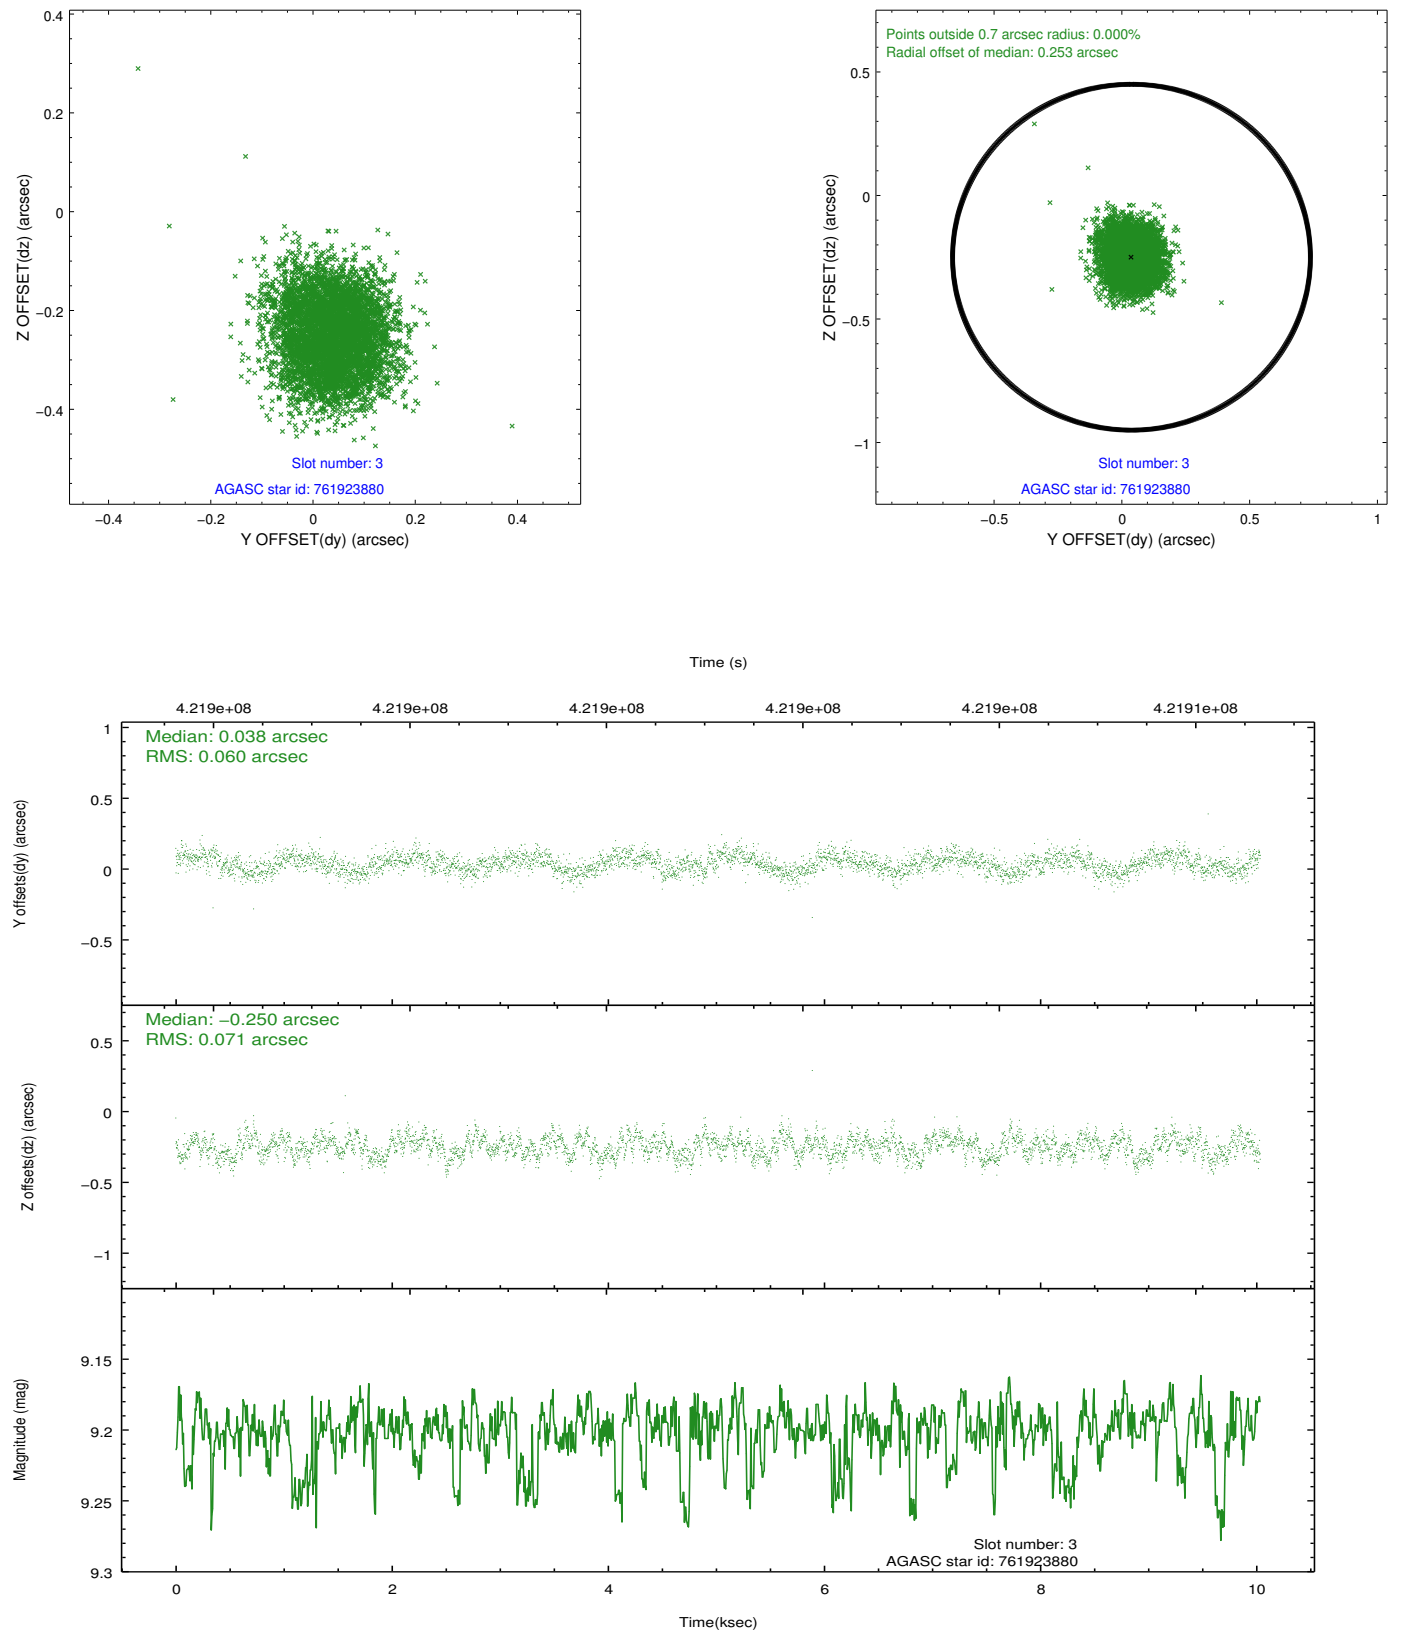 0.4
0.2
0
−0.2
−0.4
Z OFFSET(dz) (arcsec)
Slot number: 3
AGASC star id: 761923880
−0.4 −0.2 0 0.2 0.4
Y OFFSET(dy) (arcsec)
Points outside 0.7 arcsec radius: 0.000%
Radial offset of median: 0.253 arcsec
0.5
0
−0.5
−1
Z OFFSET(dz) (arcsec)
Slot number: 3
AGASC star id: 761923880
−0.5 0 0.5 1
Y OFFSET(dy) (arcsec)
Time (s)
4.219e+08 4.219e+08 4.219e+08 4.219e+08 4.219e+08 4.2191e+08
Median: 0.038 arcsec
RMS: 0.060 arcsec
1
0.5
0
−0.5
Y offsets(dy) (arcsec)
Median: −0.250 arcsec
RMS: 0.071 arcsec
0.5
0
−0.5
−1
Z offsets(dz) (arcsec)
9.15
9.2
9.25
9.3
Magnitude (mag)
Slot number: 3
AGASC star id: 761923880
0 2 4 6 8 10
Time(ksec)